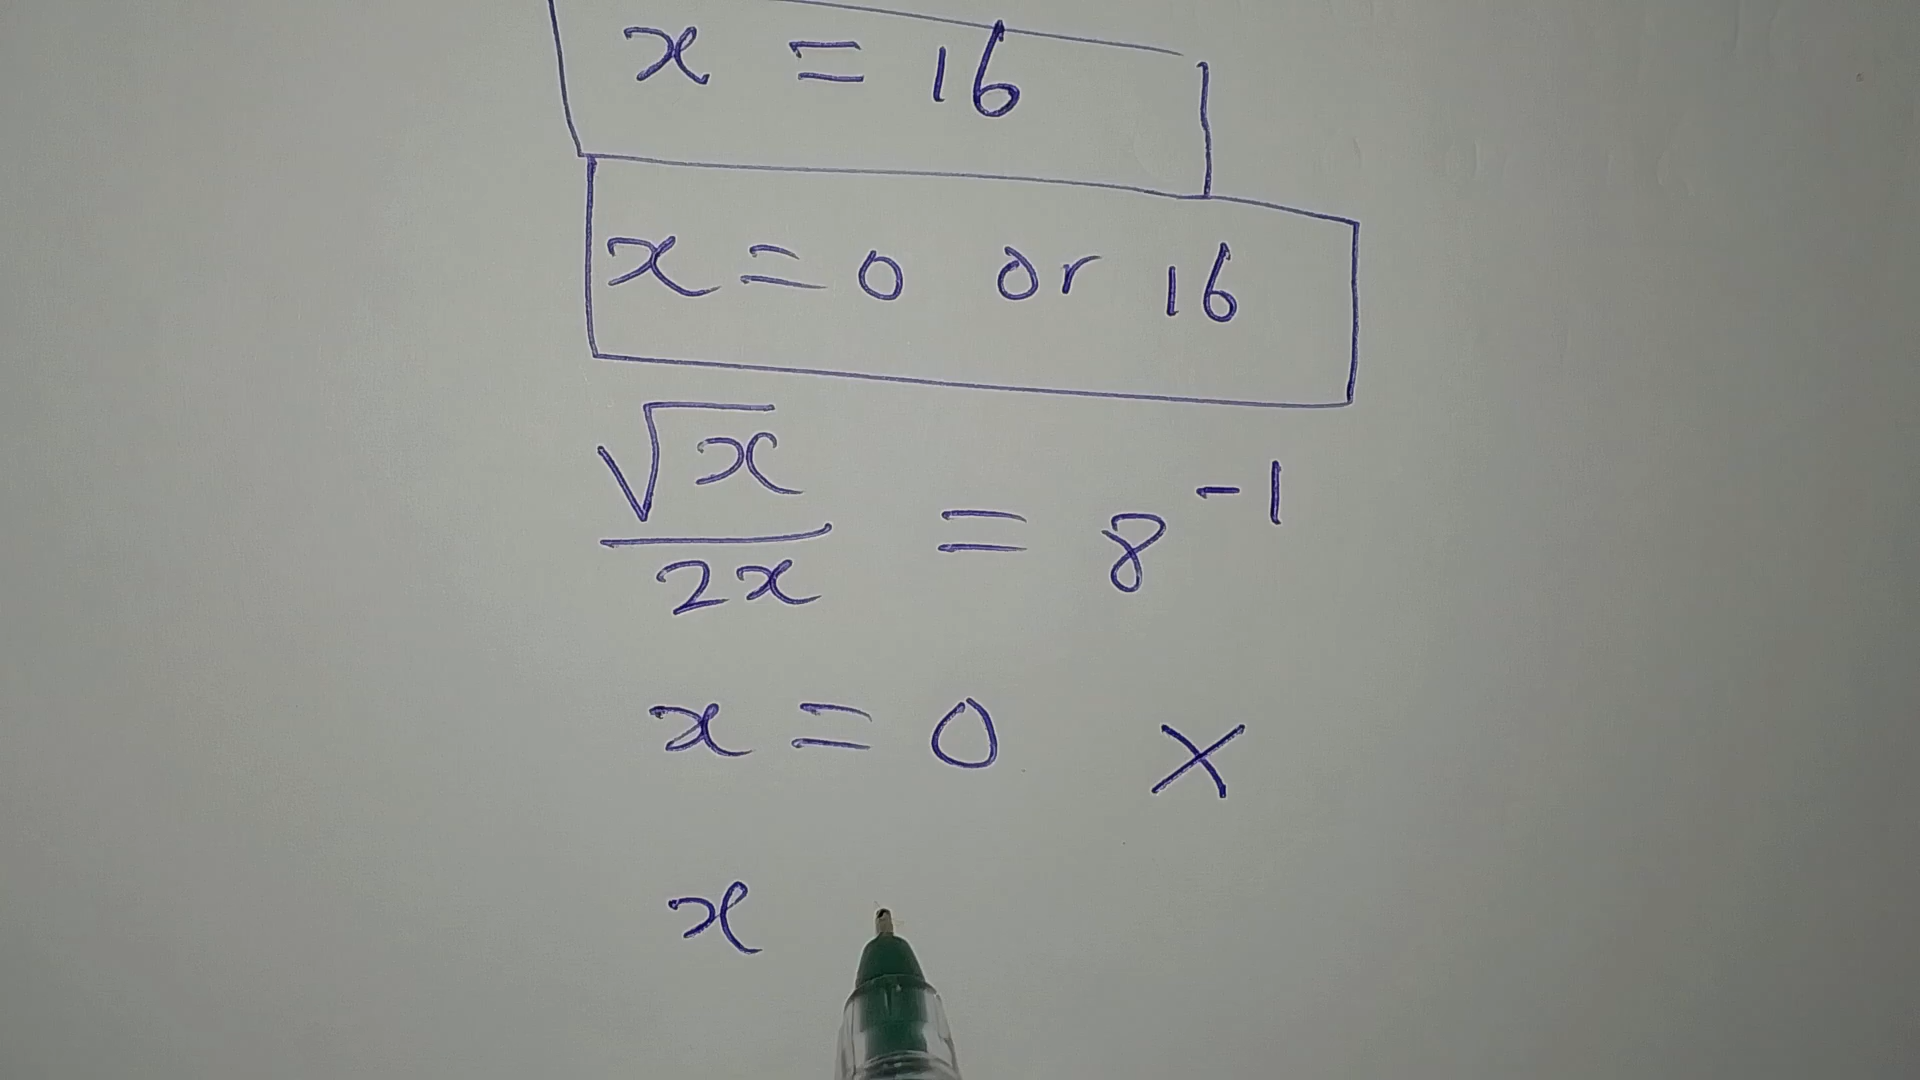 x = 16
x = 0 or 16
√x / 2x = 8⁻¹
x = 0 ×
x